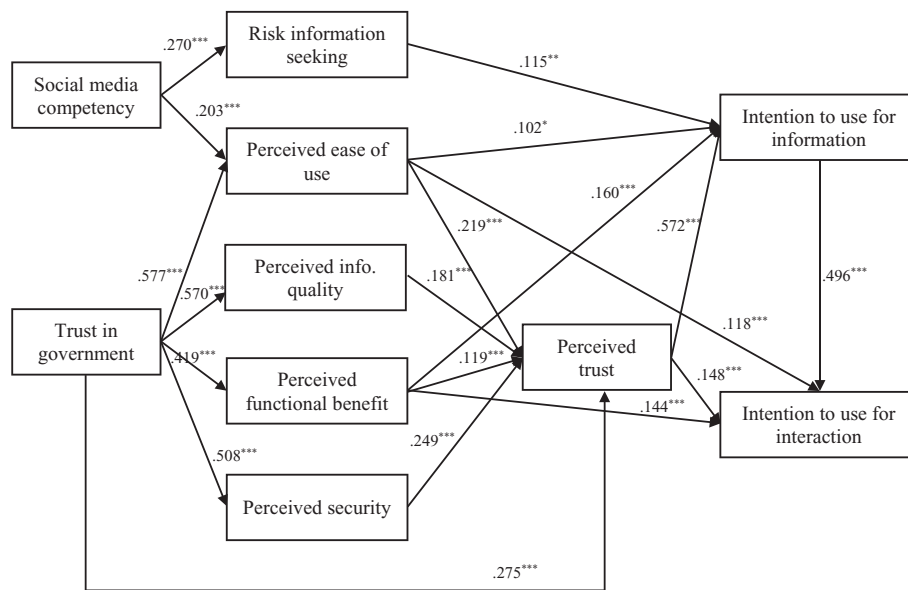 Risk information
seeking
.270***
.115**
Social media
competency
Intention to use for
information
.203***
.102*
Perceived ease of
use
.160***
.219***
.572***
Perceived info.
quality
.577***
.570***
.181***
.496***
Trust in
government
.118***
Perceived
trust
.419***
.119***
.148***
Perceived
functional benefit
.144***
Intention to use for
interaction
.249***
.508***
Perceived security
.275***